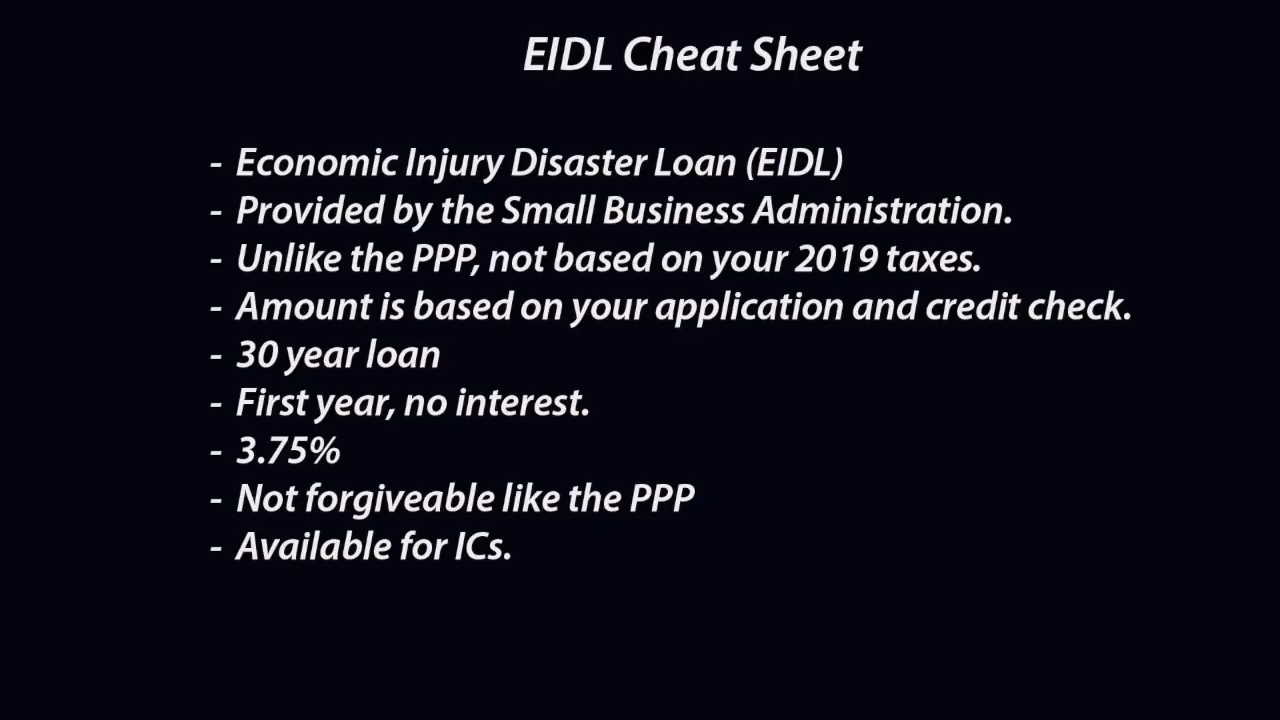 EIDL Cheat Sheet
- Economic Injury Disaster Loan (EIDL)
- Provided by the Small Business Administration.
- Unlike the PPP, not based on your 2019 taxes.
- Amount is based on your application and credit check.
- 30 year loan
- First year, no interest.
- 3.75%
- Not forgiveable like the PPP
- Available for ICs.